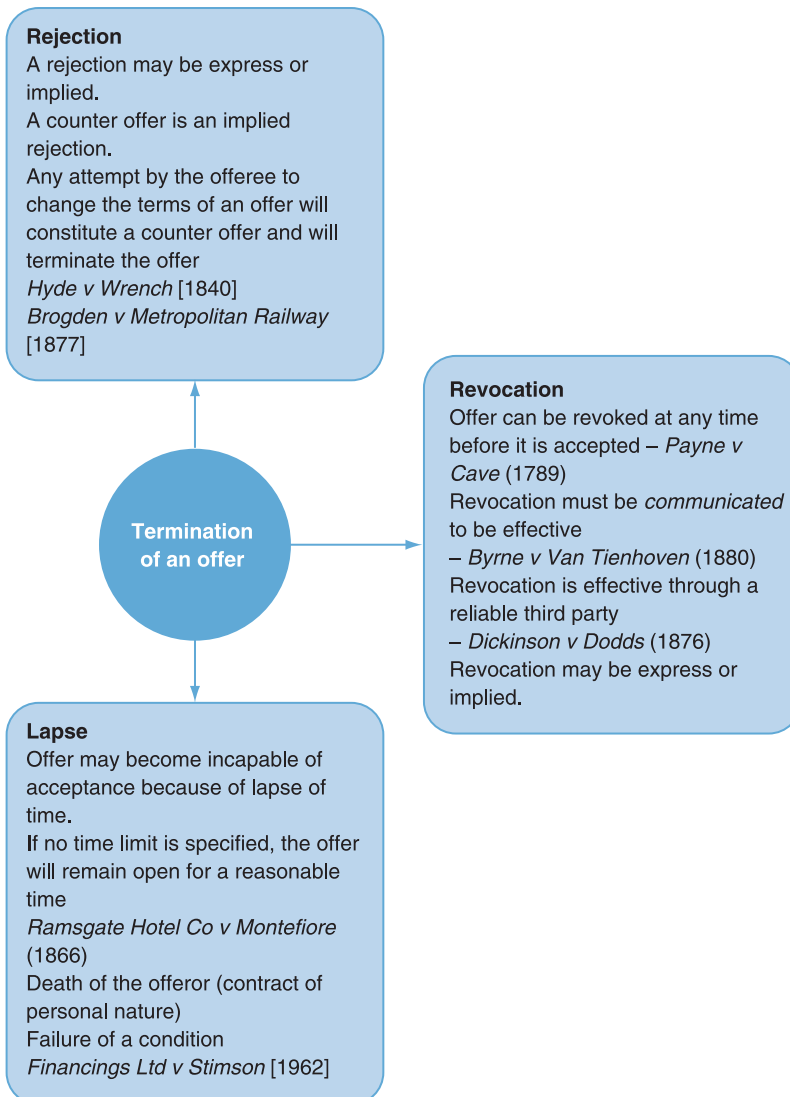 Rejection
A rejection may be express or
implied.
A counter offer is an implied
rejection.
Any attempt by the offeree to
change the terms of an offer will
constitute a counter offer and will
terminate the offer
Hyde v Wrench [1840]
Brogden v Metropolitan Railway
[1877]
Termination
of an offer
Revocation
Offer can be revoked at any time
before it is accepted – Payne v
Cave (1789)
Revocation must be communicated
to be effective
– Byrne v Van Tienhoven (1880)
Revocation is effective through a
reliable third party
– Dickinson v Dodds (1876)
Revocation may be express or
implied.
Lapse
Offer may become incapable of
acceptance because of lapse of
time.
If no time limit is specified, the offer
will remain open for a reasonable
time
Ramsgate Hotel Co v Montefiore
(1866)
Death of the offeror (contract of
personal nature)
Failure of a condition
Financings Ltd v Stimson [1962]